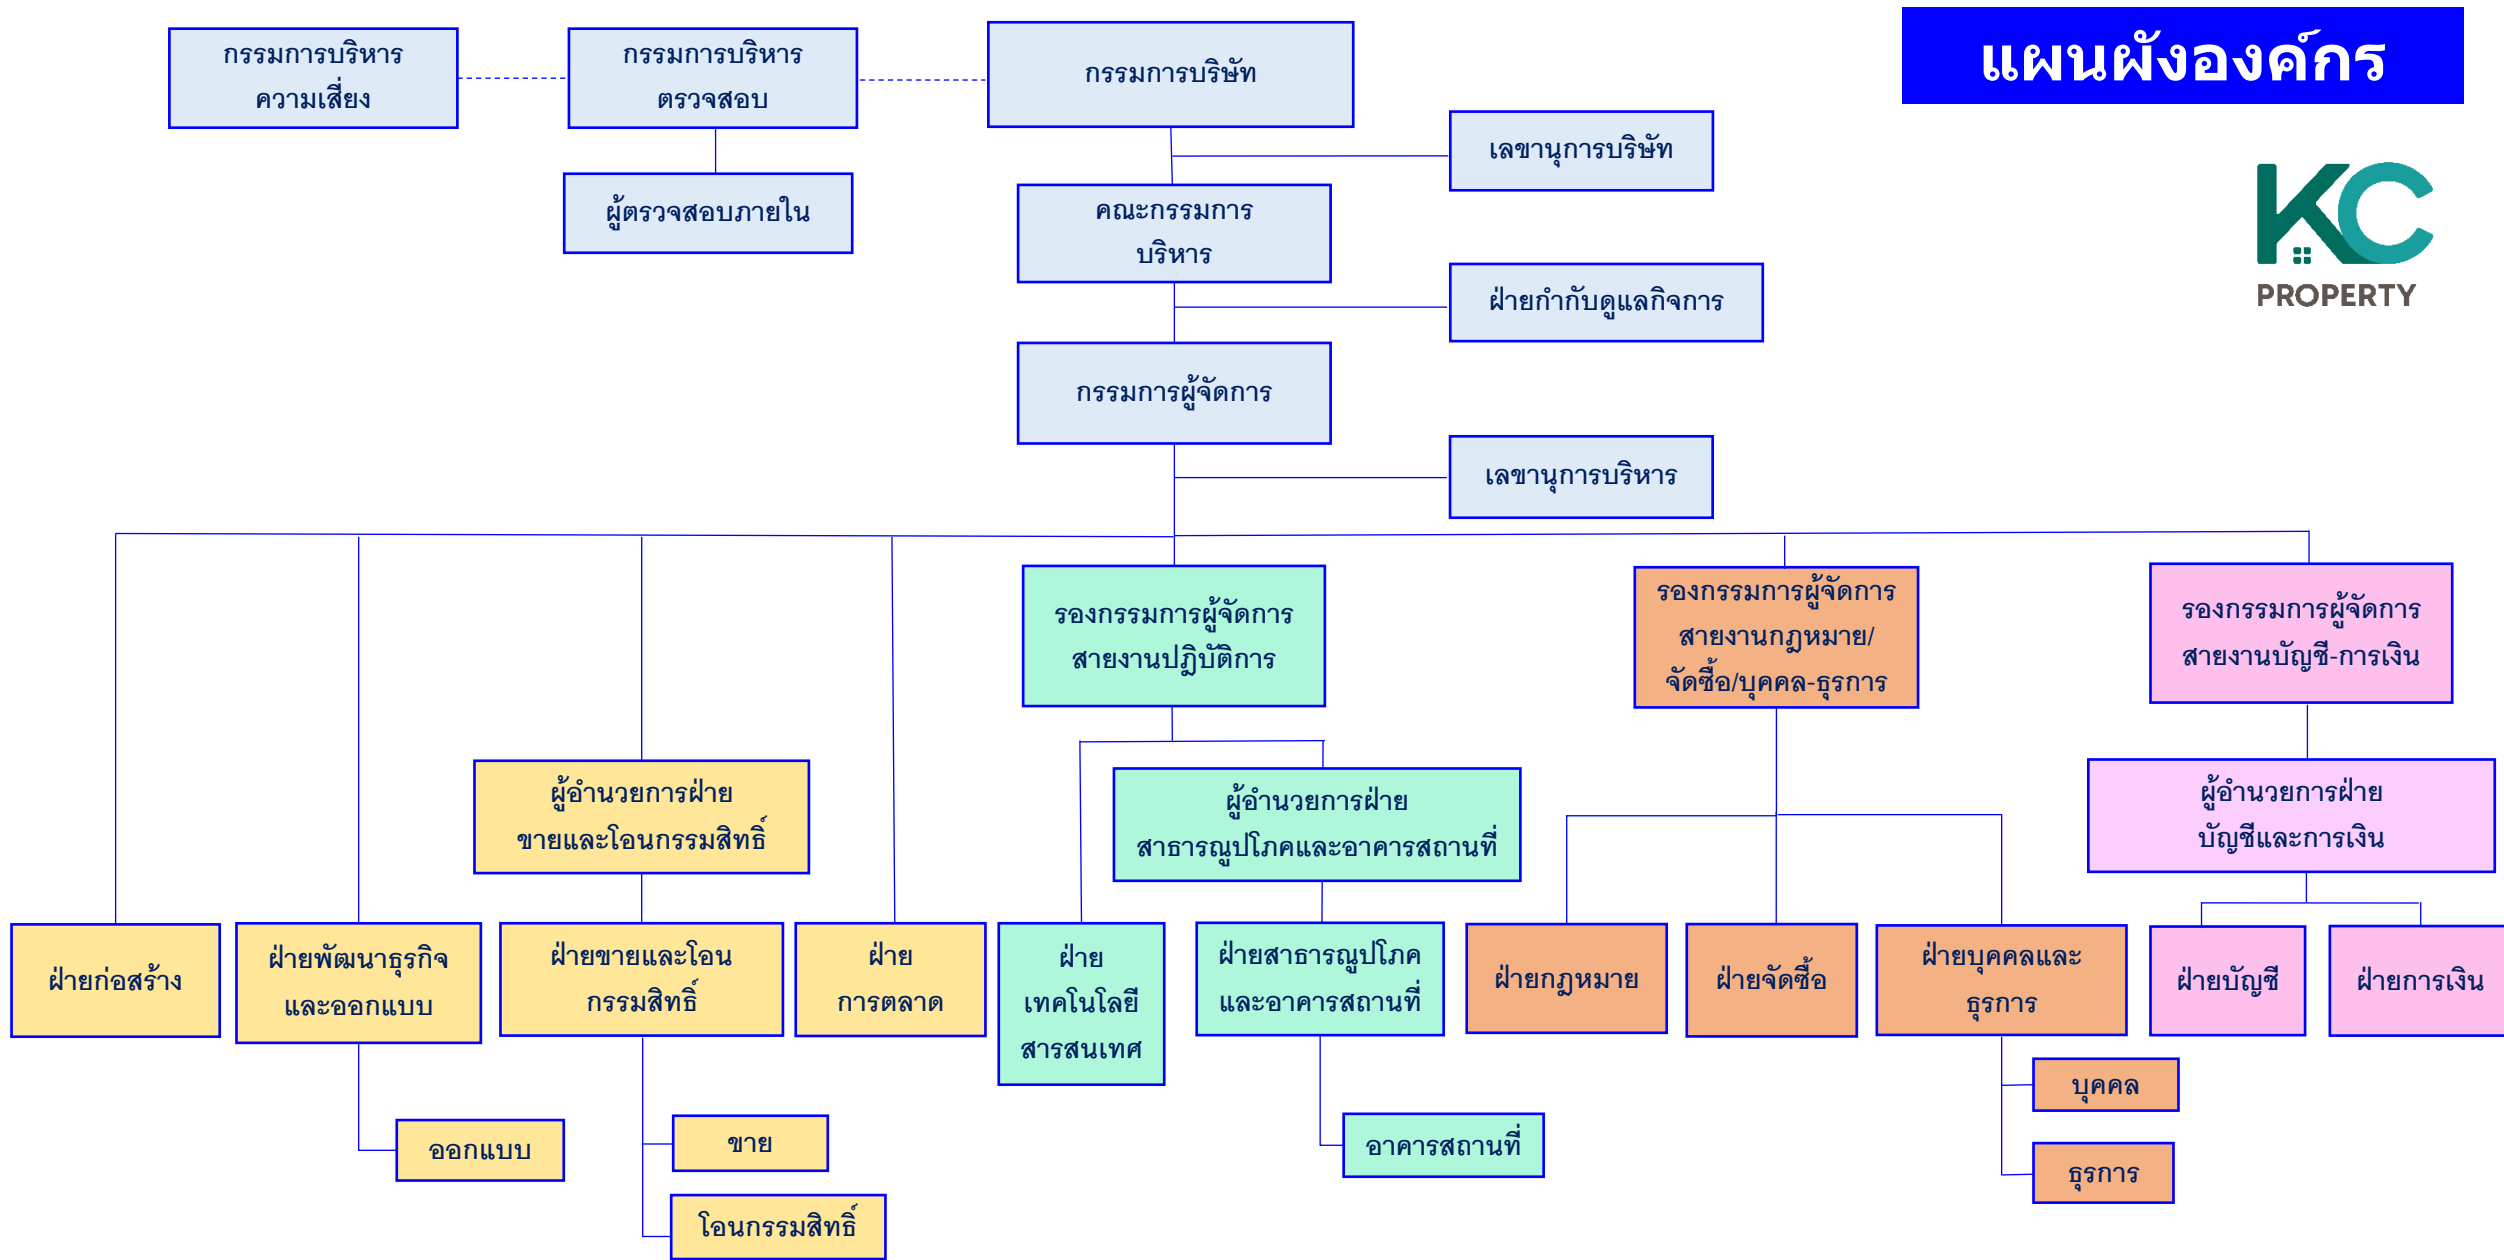 แผนผังองค์กร
KC
PROPERTY
กรรมการบริหาร
ความเสี่ยง
กรรมการบริหาร
ตรวจสอบ
กรรมการบริษัท
เลขานุการบริษัท
ผู้ตรวจสอบภายใน
คณะกรรมการ
บริหาร
ฝ่ายกำกับดูแลกิจการ
กรรมการผู้จัดการ
เลขานุการบริหาร
รองกรรมการผู้จัดการ
สายงานปฎิบัติการ
รองกรรมการผู้จัดการ
สายงานกฎหมาย/
จัดซื้อ/บุคคล-ธุรการ
รองกรรมการผู้จัดการ
สายงานบัญชี-การเงิน
ผู้อำนวยการฝ่าย
ขายและโอนกรรมสิทธิ์
ผู้อำนวยการฝ่าย
สาธารณูปโภคและอาคารสถานที่
ผู้อำนวยการฝ่าย
บัญชีและการเงิน
ฝ่ายก่อสร้าง
ฝ่ายพัฒนาธุรกิจ
และออกแบบ
ฝ่ายขายและโอน
กรรมสิทธิ์
ฝ่าย
การตลาด
ฝ่าย
เทคโนโลยี
สารสนเทศ
ฝ่ายสาธารณูปโภค
และอาคารสถานที่
ฝ่ายกฎหมาย
ฝ่ายจัดซื้อ
ฝ่ายบุคคลและ
ธุรการ
ฝ่ายบัญชี
ฝ่ายการเงิน
ออกแบบ
ขาย
โอนกรรมสิทธิ์
อาคารสถานที่
บุคคล
ธุรการ